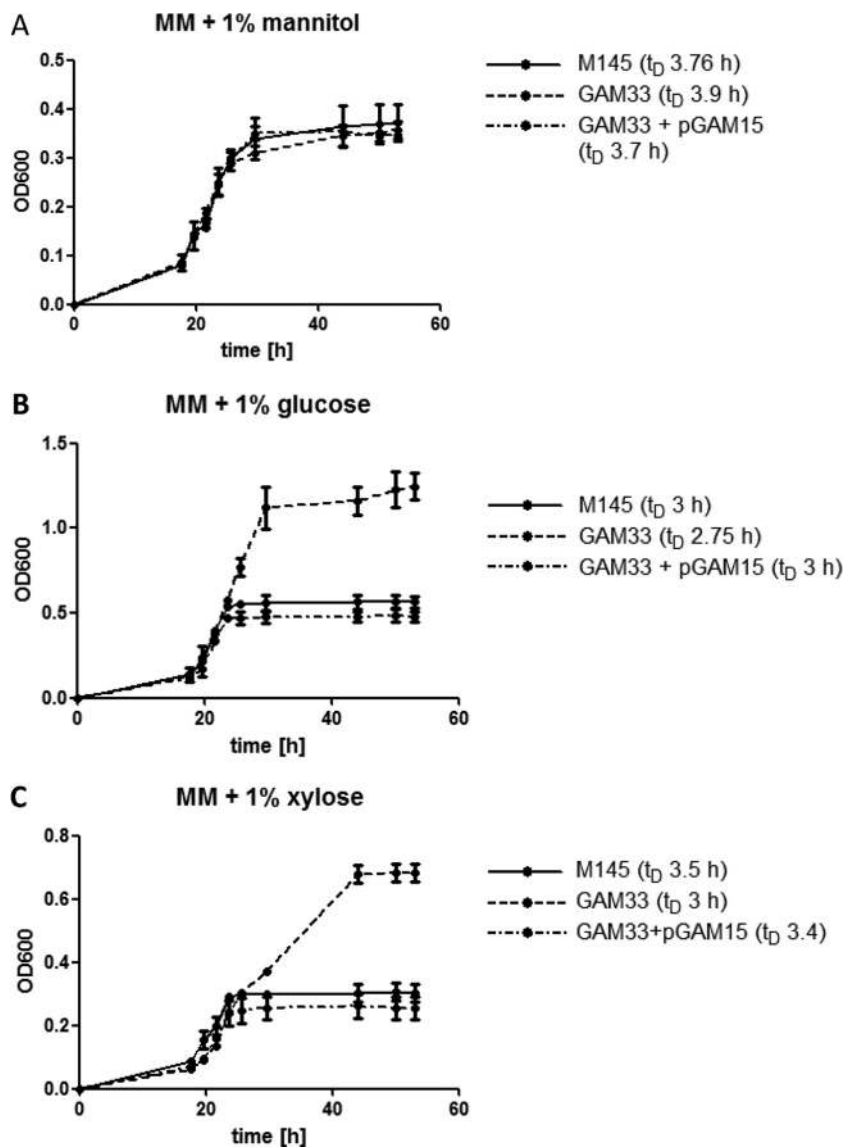 A
MM + 1% mannitol
0.5
0.4
0.3
0.2
0.1
0.0
OD600
0
20
40
60
time [h]
M145 (tD 3.76 h)
GAM33 (tD 3.9 h)
GAM33 + pGAM15
(tD 3.7 h)
B
MM + 1% glucose
1.5
1.0
0.5
0.0
OD600
0
20
40
60
time [h]
M145 (tD 3 h)
GAM33 (tD 2.75 h)
GAM33 + pGAM15 (tD 3 h)
C
MM + 1% xylose
0.8
0.6
0.4
0.2
0.0
OD600
0
20
40
60
time [h]
M145 (tD 3.5 h)
GAM33 (tD 3 h)
GAM33+pGAM15 (tD 3.4)